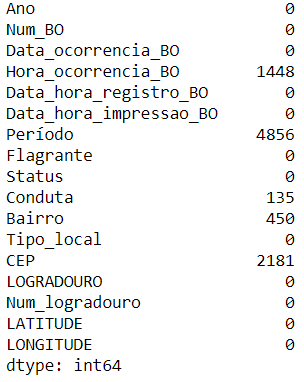 Ano 0
Num_BO 0
Data_ocorrencia_BO 0
Hora_ocorrencia_BO 1448
Data_hora_registro_BO 0
Data_hora_impressao_BO 0
Período 4856
Flagrante 0
Status 0
Conduta 135
Bairro 450
Tipo_local 0
CEP 2181
LOGRADOURO 0
Num_logradouro 0
LATITUDE 0
LONGITUDE 0
dtype: int64